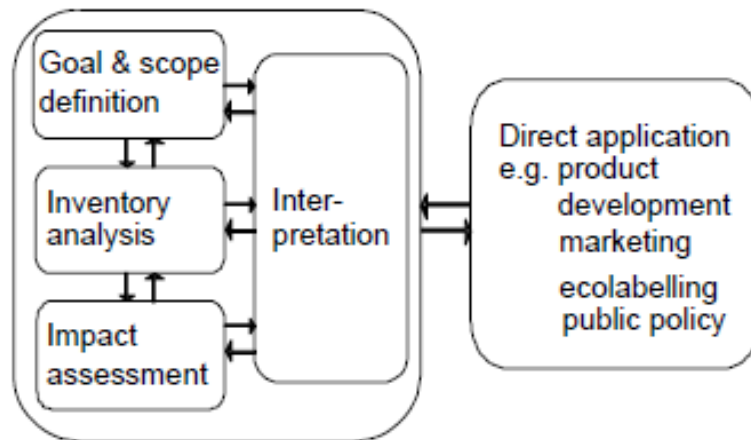 Goal & scope
definition
Inventory
analysis
Impact
assessment
Inter-
pretation
Direct application
e.g. product
development
marketing
ecolabelling
public policy